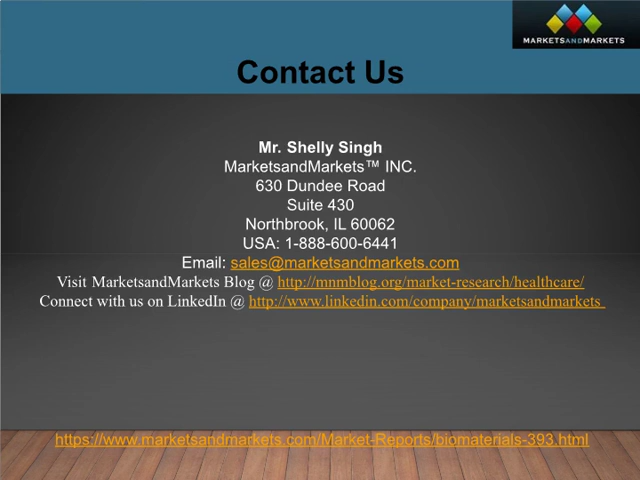 MARKETSANDMARKETS
Contact Us
Mr. Shelly Singh
MarketsandMarkets™ INC.
630 Dundee Road
Suite 430
Northbrook, IL 60062
USA: 1-888-600-6441
Email: sales@marketsandmarkets.com
Visit MarketsandMarkets Blog @ http://mnmblog.org/market-research/healthcare/
Connect with us on LinkedIn @ http://www.linkedin.com/company/marketsandmarkets
https://www.marketsandmarkets.com/Market-Reports/biomaterials-393.html